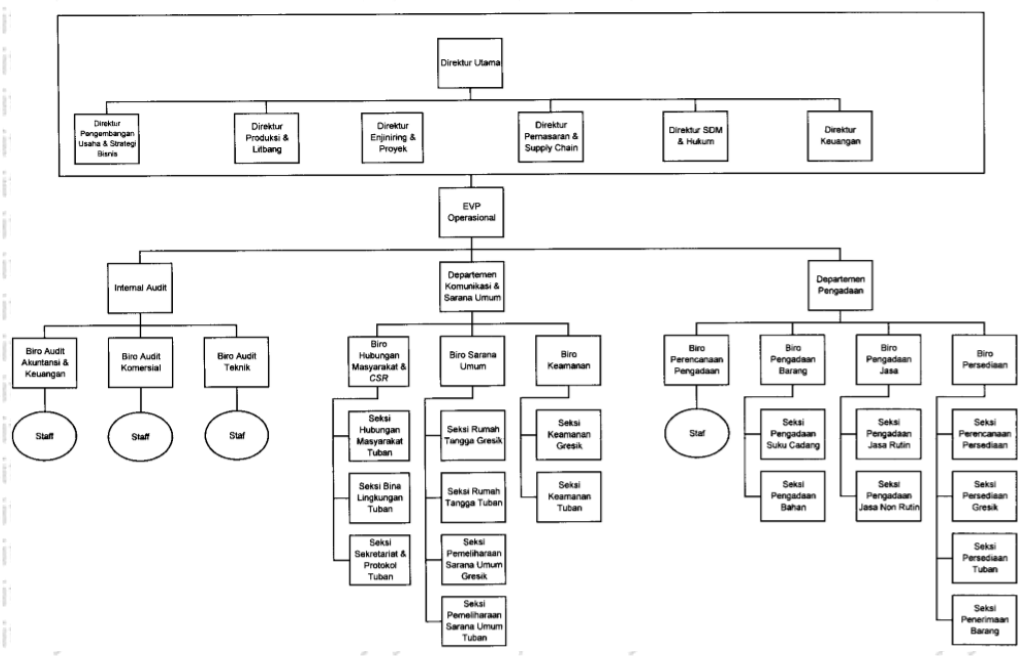 Direktur Utama
Direktur
Pengembangan
Usaha & Strategi
Bisnis
Direktur
Produksi &
Litbang
Direktur
Enjiniring &
Proyek
Direktur
Pemasaran &
Supply Chain
Direktur SDM
& Hukum
Direktur
Keuangan
EVP
Operasional
Internal Audit
Departemen
Komunikasi &
Sarana Umum
Departemen
Pengadaan
Biro Audit
Akuntansi &
Keuangan
Biro Audit
Komersial
Biro Audit
Teknik
Biro
Hubungan
Masyarakat &
CSR
Biro Sarana
Umum
Biro
Keamanan
Biro
Perencanaan
Pengadaan
Biro
Pengadaan
Barang
Biro
Pengadaan
Jasa
Biro
Persediaan
Staff
Staff
Staf
Seksi
Hubungan
Masyarakat
Tuban
Seksi Rumah
Tangga Gresik
Seksi
Keamanan
Gresik
Staf
Seksi
Pengadaan
Suku Cadang
Seksi
Pengadaan
Jasa Rutin
Seksi
Perencanaan
Persediaan
Seksi Bina
Lingkungan
Tuban
Seksi Rumah
Tangga Tuban
Seksi
Keamanan
Tuban
Seksi
Pengadaan
Bahan
Seksi
Pengadaan
Jasa Non Rutin
Seksi
Persediaan
Gresik
Seksi
Sekretariat &
Protokol
Tuban
Seksi
Pemeliharaan
Sarana Umum
Gresik
Seksi
Persediaan
Tuban
Seksi
Pemeliharaan
Sarana Umum
Tuban
Seksi
Penerimaan
Barang